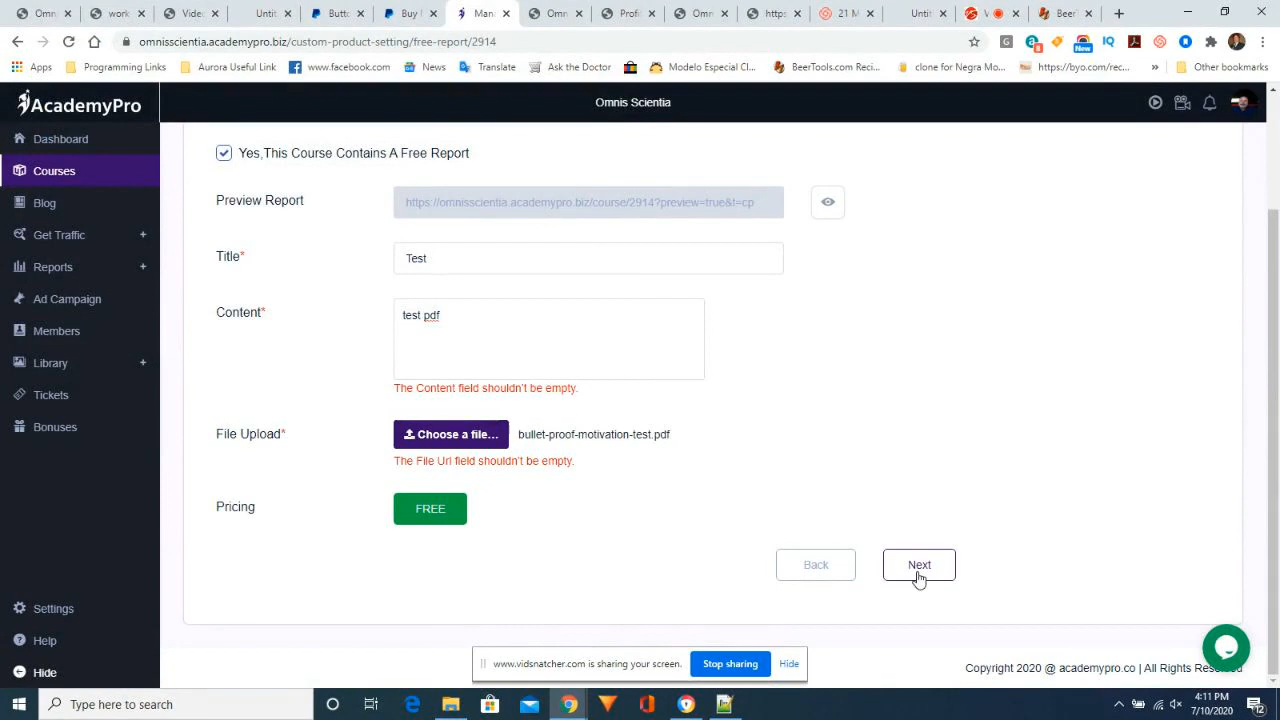 Omni
work
Video
Untit
Butto
Buy
Man
Omn
Profil
Omn
https
21 M
Untit
Beer
omnisscientia.academypro.biz/custom-product-setting/free-report/2914
Apps
Programming Links
Aurora Useful Link
www.facebook.com
News
Translate
Ask the Doctor
Modelo Especial Cl...
BeerTools.com Reci...
clone for Negra Mo...
https://byo.com/rec...
»
Other bookmarks
AcademyPro
Omnis Scientia
Dashboard
Courses
Blog
Get Traffic +
Reports +
Ad Campaign
Members
Library +
Tickets
Bonuses
Settings
Help
Hide
Yes,This Course Contains A Free Report
Preview Report
https://omnisscientia.academypro.biz/course/2914?preview=true&t=cp
Title*
Test
Content*
test pdf
The Content field shouldn't be empty.
File Upload*
Choose a file...
bullet-proof-motivation-test.pdf
The File Url field shouldn't be empty.
Pricing
FREE
Back
Next
www.vidsnatcher.com is sharing your screen.
Stop sharing
Hide
Copyright 2020 @ academypro.co | All Rights
Type here to search
4:11 PM
7/10/2020